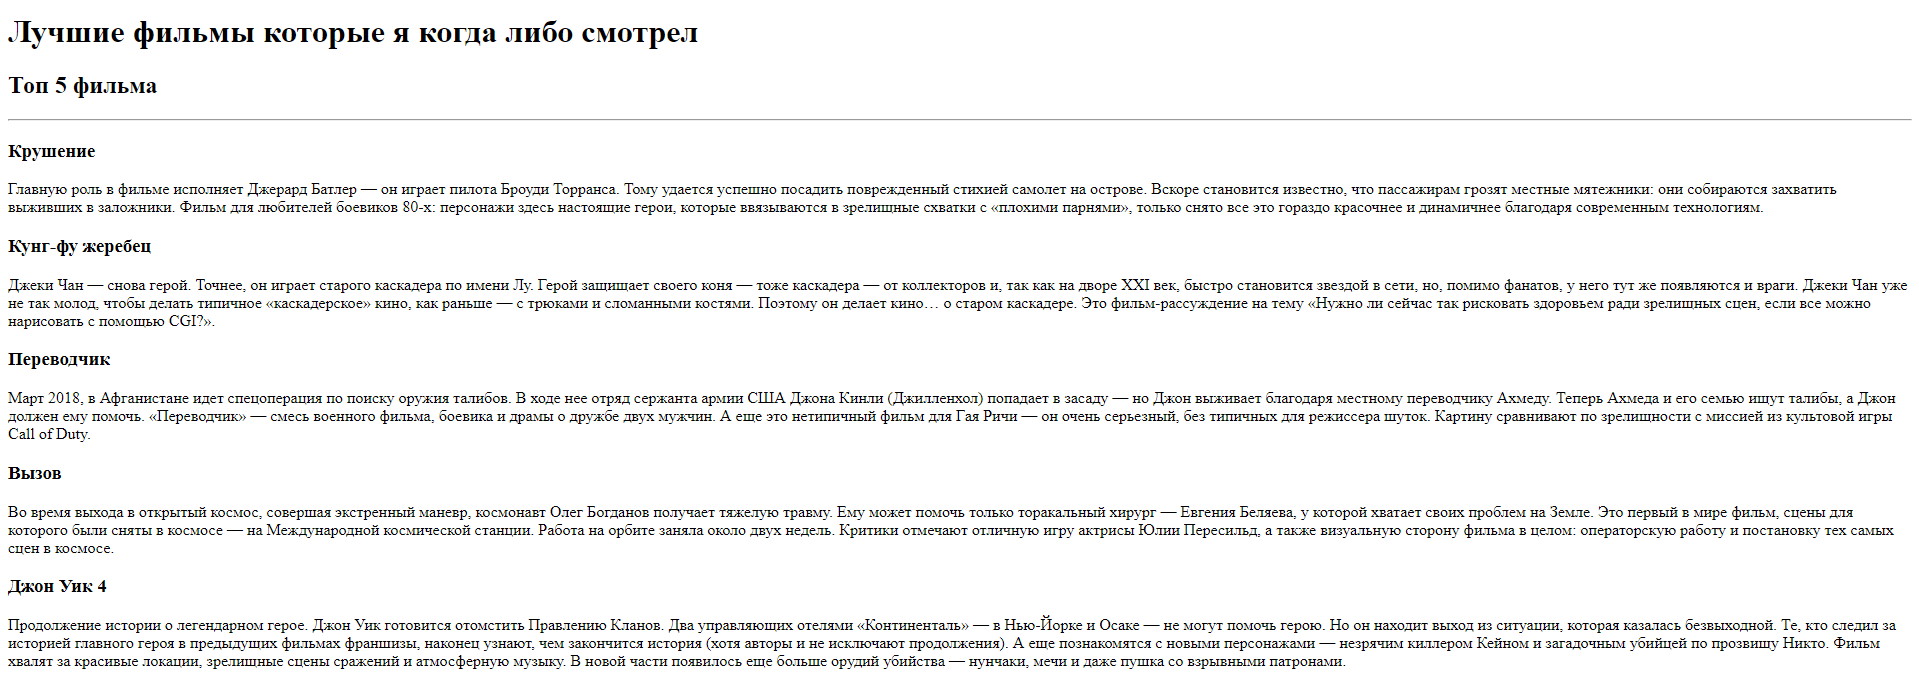 Лучшие фильмы которые я когда либо смотрел
Топ 5 фильма
Крушение
Главную роль в фильме исполняет Джерард Батлер — он играет пилота Броуди Торранса. Тому удается успешно посадить поврежденный стихией самолет на острове. Вскоре становится известно, что пассажирам грозят местные мятежники: они собираются захватить
выживших в заложники. Фильм для любителей боевиков 80-х: персонажи здесь настоящие герои, которые ввязываются в зрелищные схватки с «плохими парнями», только снято все это гораздо красочнее и динамичнее благодаря современным технологиям.
Кунг-фу жеребец
Джеки Чан — снова герой. Точнее, он играет старого каскадера по имени Лу. Герой защищает своего коня — тоже каскадера — от коллекторов и, так как на дворе XXI век, быстро становится звездой в сети, но, помимо фанатов, у него тут же появляются и враги. Джеки Чан уже
не так молод, чтобы делать типичное «каскадерское» кино, как раньше — с трюками и сломанными костями. Поэтому он делает кино… о старом каскадере. Это фильм-рассуждение на тему «Нужно ли сейчас так рисковать здоровьем ради зрелищных сцен, если все можно
нарисовать с помощью CGI?».
Переводчик
Март 2018, в Афганистане идет спецоперация по поиску оружия талибов. В ходе нее отряд сержанта армии США Джона Кинли (Джилленхол) попадает в засаду — но Джон выживает благодаря местному переводчику Ахмеду. Теперь Ахмеда и его семью ищут талибы, а Джон
должен ему помочь. «Переводчик» — смесь военного фильма, боевика и драмы о дружбе двух мужчин. А еще это нетипичный фильм для Гая Ричи — он очень серьезный, без типичных для режиссера шуток. Картину сравнивают по зрелищности с миссией из культовой игры
Call of Duty.
Вызов
Во время выхода в открытый космос, совершая экстренный маневр, космонавт Олег Богданов получает тяжелую травму. Ему может помочь только торакальный хирург — Евгения Беляева, у которой хватает своих проблем на Земле. Это первый в мире фильм, сцены для
которого были сняты в космосе — на Международной космической станции. Работа на орбите заняла около двух недель. Критики отмечают отличную игру актрисы Юлии Пересильд, а также визуальную сторону фильма в целом: операторскую работу и постановку тех самых
сцен в космосе.
Джон Уик 4
Продолжение истории о легендарном герое. Джон Уик готовится отомстить Правлению Кланов. Два управляющих отелями «Континенталь» — в Нью-Йорке и Осаке — не могут помочь герою. Но он находит выход из ситуации, которая казалась безвыходной. Те, кто следил за
историей главного героя в предыдущих фильмах франшизы, наконец узнают, чем закончится история (хотя авторы и не исключают продолжения). А еще познакомятся с новыми персонажами — незрячим киллером Кейном и загадочным убийцей по прозвишу Никто. Фильм
хвалят за красивые локации, зрелищные сцены сражений и атмосферную музыку. В новой части появилось еще больше орудий убийства — нунчаки, мечи и даже пушка со взрывными патронами.